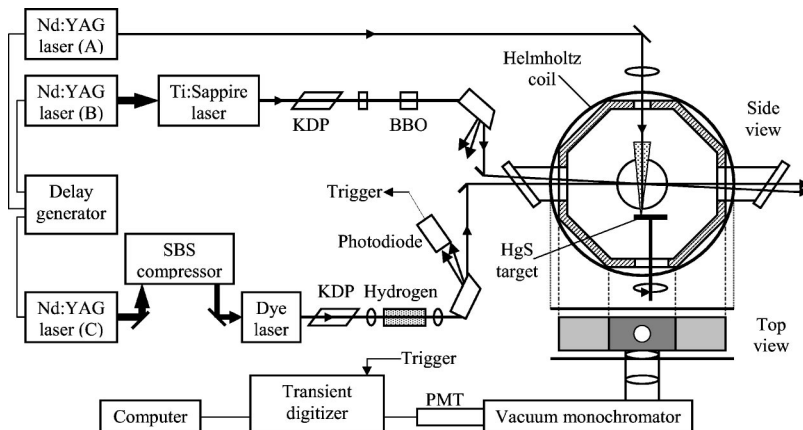 Nd:YAG
laser (A)
Helmholtz
coil
Nd:YAG
laser (B)
Ti:Sappire
laser
KDP
BBO
Side
view
Delay
generator
Trigger
Photodiode
SBS
compressor
HgS
target
Nd:YAG
laser (C)
Dye
laser
KDP
Hydrogen
Top
view
Trigger
Computer
Transient
digitizer
PMT
Vacuum monochromator